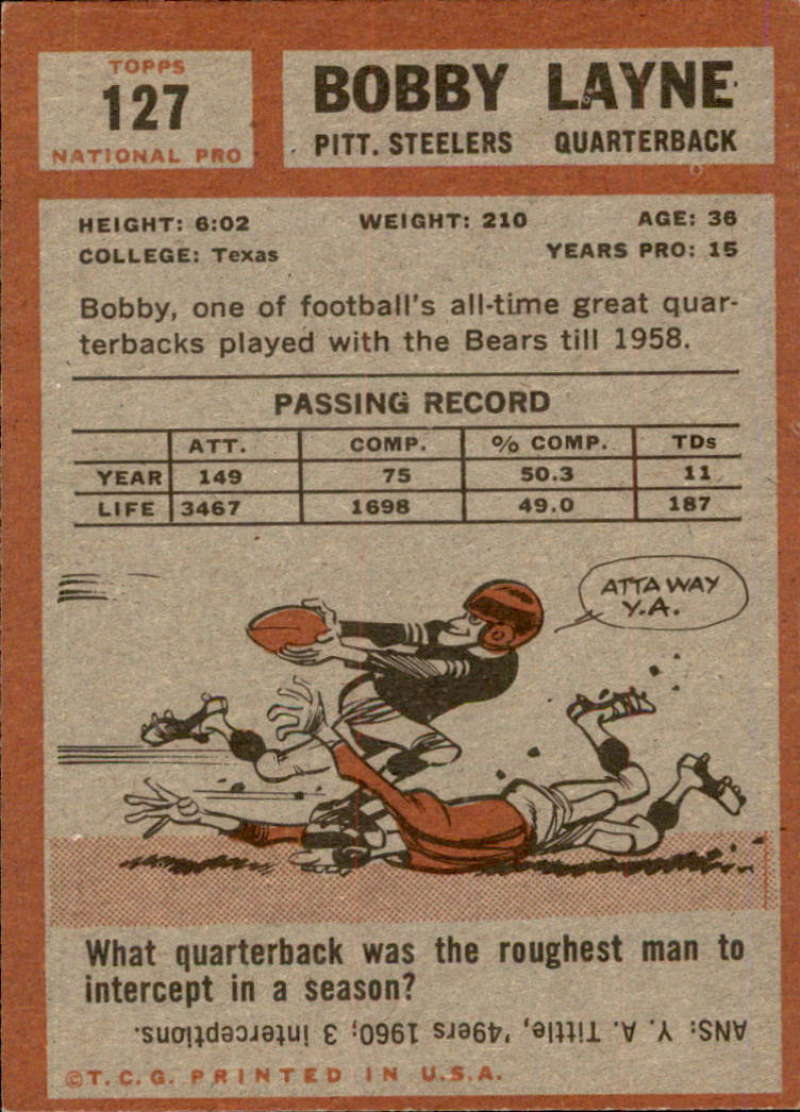 TOPPS
127
NATIONAL PRO
BOBBY LAYNE
PITT. STEELERS QUARTERBACK
HEIGHT: 6:02 WEIGHT: 210 AGE: 36
COLLEGE: Texas YEARS PRO: 15
Bobby, one of football's all-time great quar-
terbacks played with the Bears till 1958.
PASSING RECORD
ATT. COMP. % COMP. TDs
YEAR 149 75 50.3 11
LIFE 3467 1698 49.0 187
ATTA WAY
Y.A.
What quarterback was the roughest man to
intercept in a season?
ANS: Y. A. Tittle, '49ers 1960; 3 interceptions.
©T.C.G. PRINTED IN U.S.A.